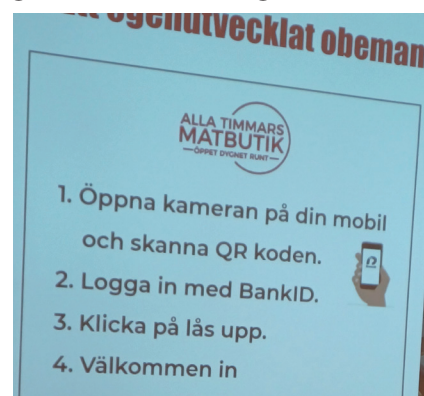 egenutvecklat
ALLA TIMMARS
MATBUTIK
ÖPPET DYGNET RUNT
1. Öppna kameran på din mobil
och skanna QR koden.
2. Logga in med BankID.
3. Klicka på lås upp.
4. Välkommen in